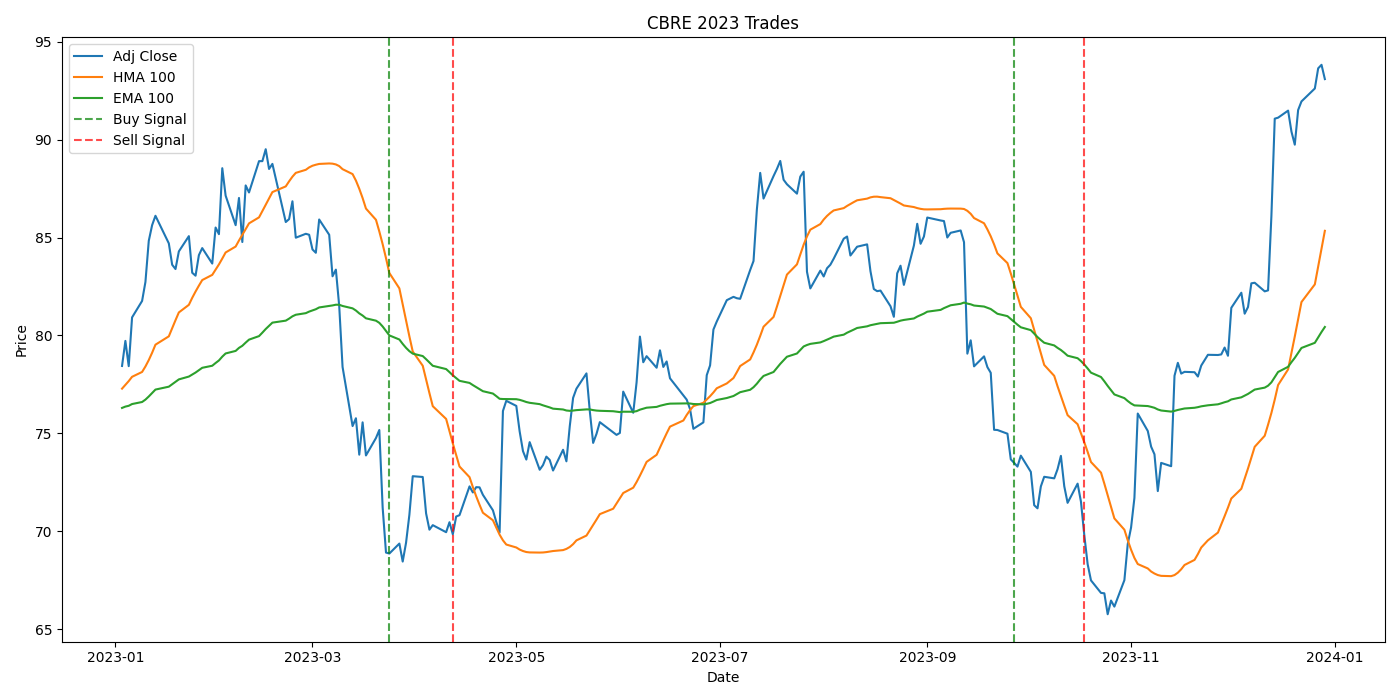 CBRE 2023 Trades
Adj Close
HMA 100
EMA 100
Buy Signal
Sell Signal
95
90
85
80
75
70
65
Price
2023-01
2023-03
2023-05
2023-07
2023-09
2023-11
2024-01
Date